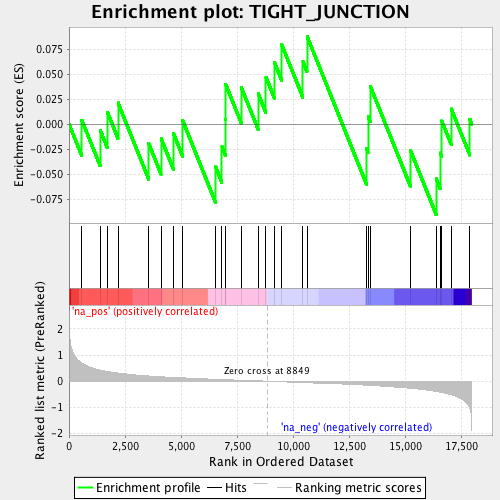 Enrichment plot: TIGHT_JUNCTION
Enrichment score (ES)
0.075
0.050
0.025
0.000
-0.025
-0.050
-0.075
'na_pos' (positively correlated)
Ranked list metric (PreRanked)
2
1
0
-1
-2
Zero cross at 8849
'na_neg' (negatively correlated)
0
2,500
5,000
7,500
10,000
12,500
15,000
17,500
Rank in Ordered Dataset
Enrichment profile
Hits
Ranking metric scores